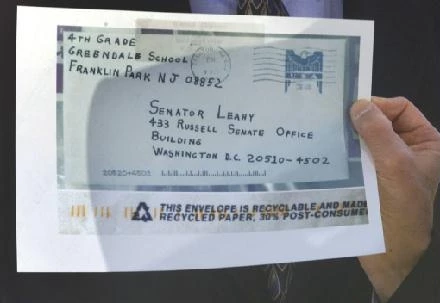 4TH GRADE
GREENDALE SCHOOL
FRANKLIN PARK NJ 08852
USA
34
SENATOR LEAHY
433 RUSSELL SENATE OFFICE
BUILDING
WASHINGTON D.C. 20510-4502
20520+4502
THIS ENVELOPE IS RECYCLABLE AND MADE
RECYCLED PAPER, 30% POST-CONSUME